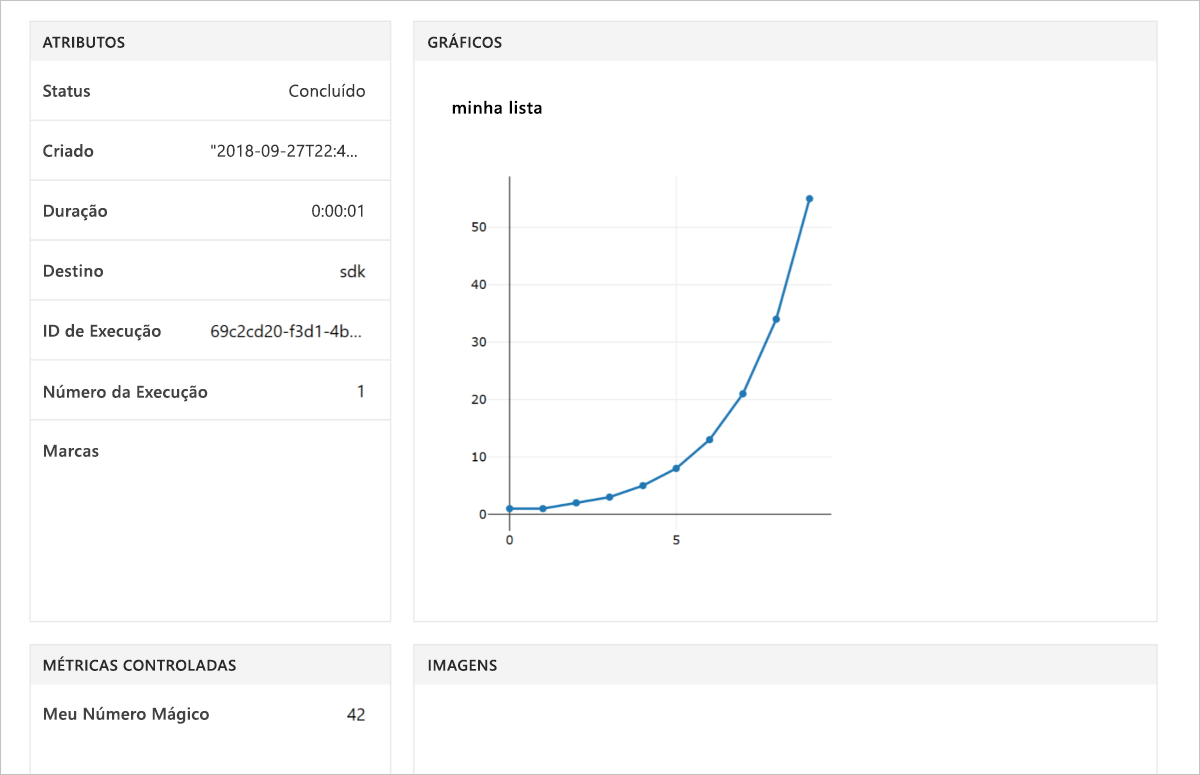 ATRIBUTOS
Status Concluído
Criado "2018-09-27T22:4...
Duração 0:00:01
Destino sdk
ID de Execução 69c2cd20-f3d1-4b...
Número da Execução 1
Marcas
GRÁFICOS
minha lista
50
40
30
20
10
0
0 5
MÉTRICAS CONTROLADAS
Meu Número Mágico 42
IMAGENS